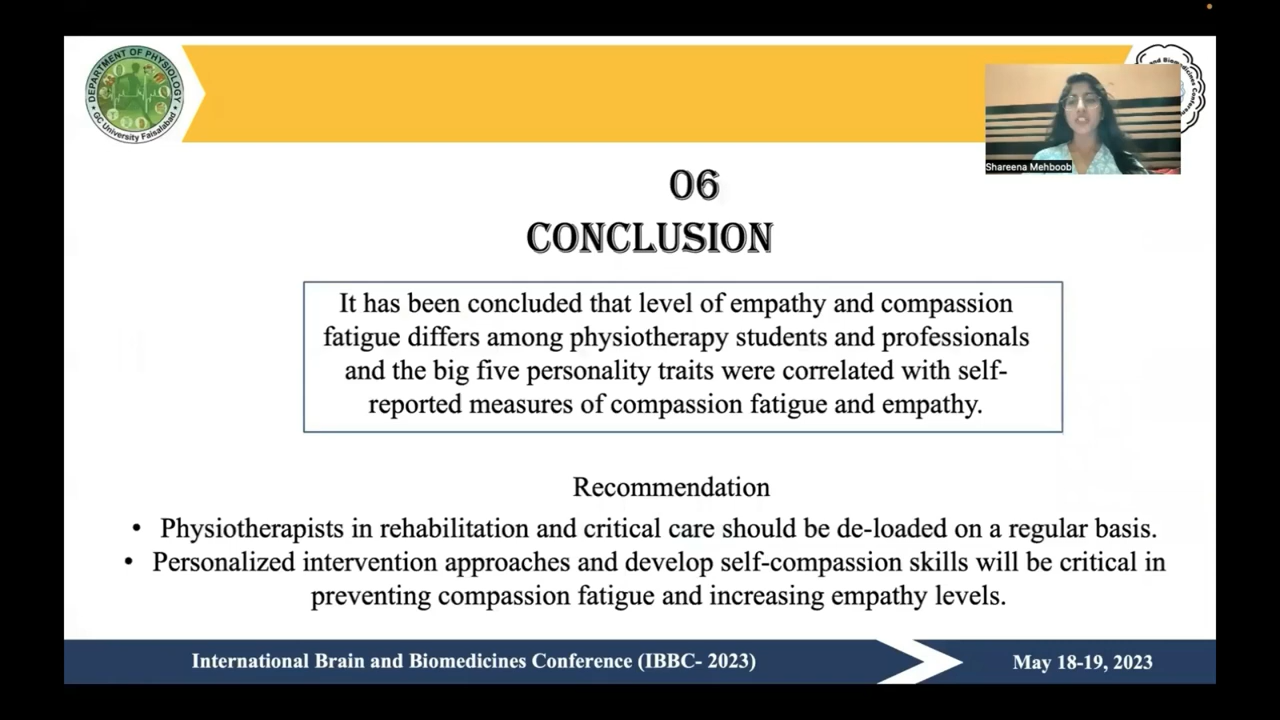 DEPARTMENT OF PHYSIOLOGY
GC University Faisalabad
and Biomedicines Conference
Shareena Mehboob
06
CONCLUSION
It has been concluded that level of empathy and compassion
fatigue differs among physiotherapy students and professionals
and the big five personality traits were correlated with self-
reported measures of compassion fatigue and empathy.
Recommendation
• Physiotherapists in rehabilitation and critical care should be de-loaded on a regular basis.
• Personalized intervention approaches and develop self-compassion skills will be critical in
preventing compassion fatigue and increasing empathy levels.
International Brain and Biomedicines Conference (IBBC- 2023)
May 18-19, 2023